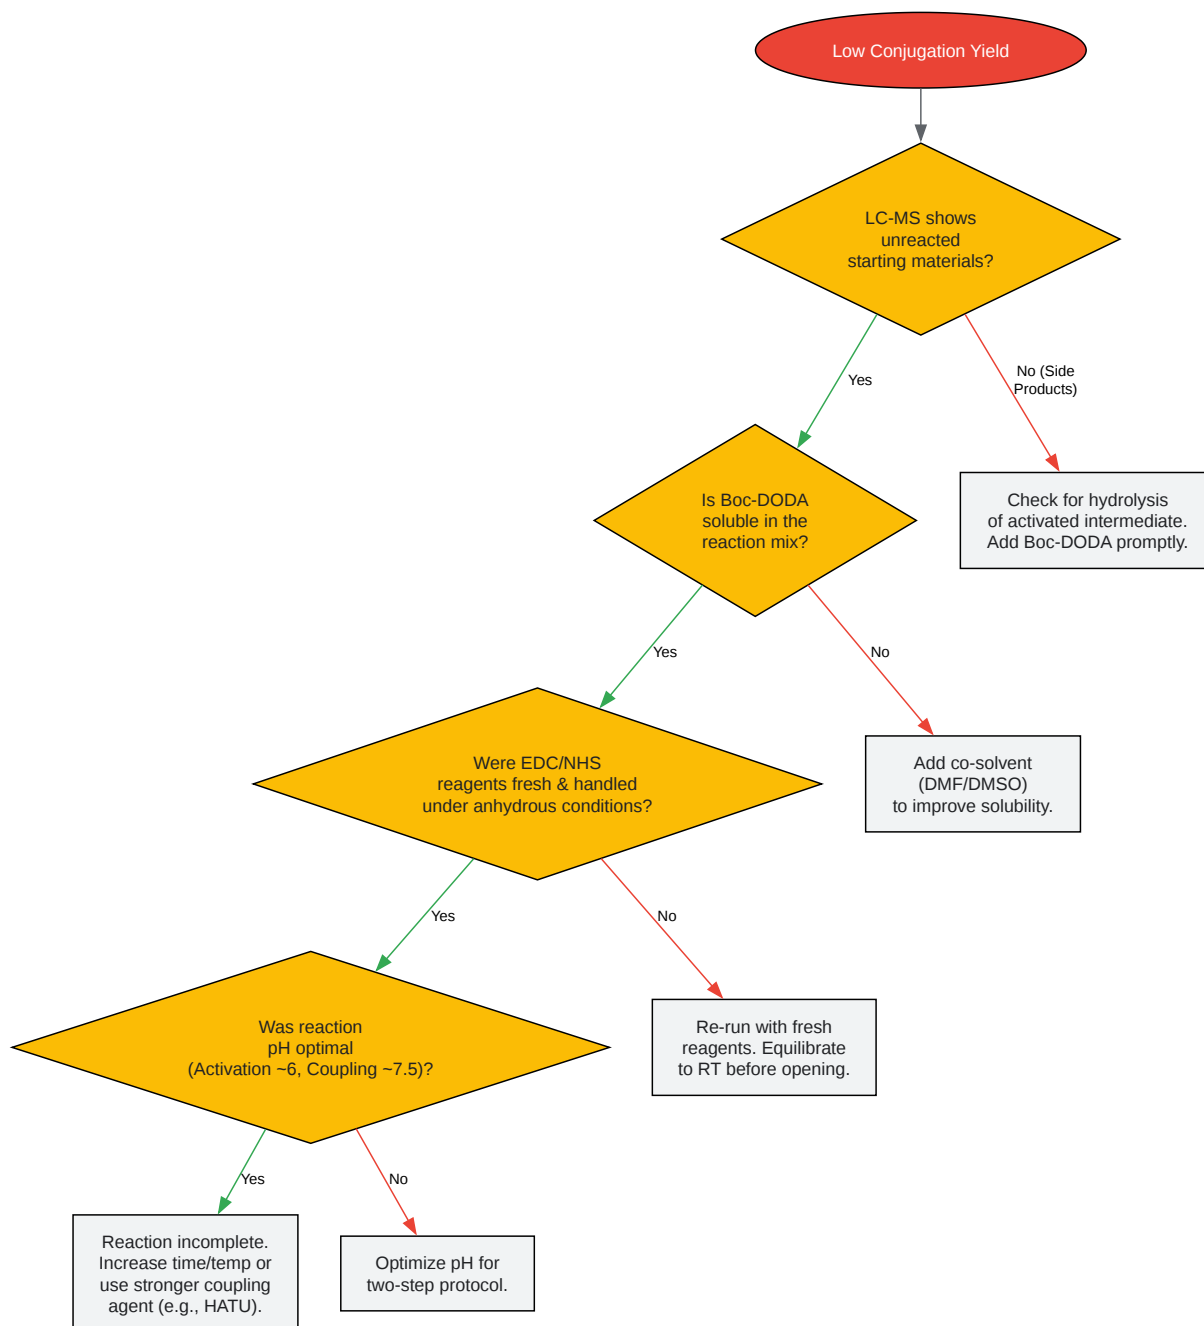 Low Conjugation Yield
LC-MS shows
unreacted
starting materials?
Yes
No (Side
Products)
Is Boc-DODA
soluble in the
reaction mix?
Check for hydrolysis
of activated intermediate.
Add Boc-DODA promptly.
Yes
No
Were EDC/NHS
reagents fresh & handled
under anhydrous conditions?
Add co-solvent
(DMF/DMSO)
to improve solubility.
Yes
No
Was reaction
pH optimal
(Activation ~6, Coupling ~7.5)?
Re-run with fresh
reagents. Equilibrate
to RT before opening.
Yes
No
Reaction incomplete.
Increase time/temp or
use stronger coupling
agent (e.g., HATU).
Optimize pH for
two-step protocol.